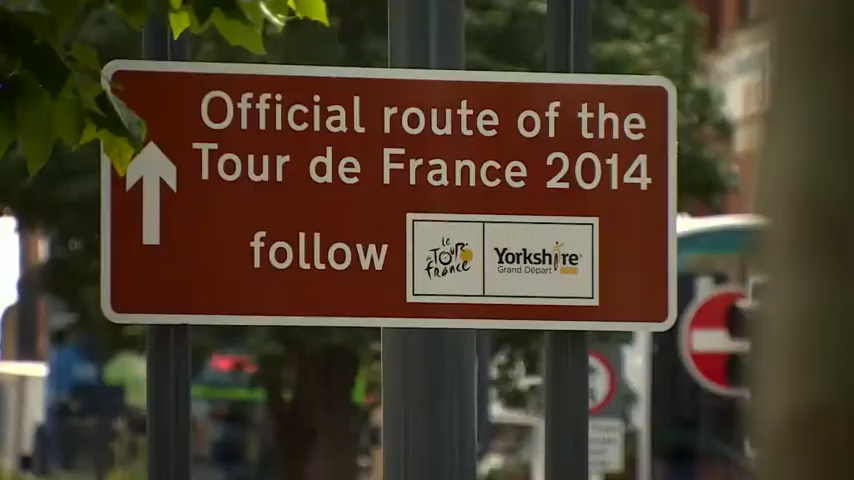 Official route of the
Tour de France 2014
follow
le
TOUR
de
france
Yorkshire
Grand Départ